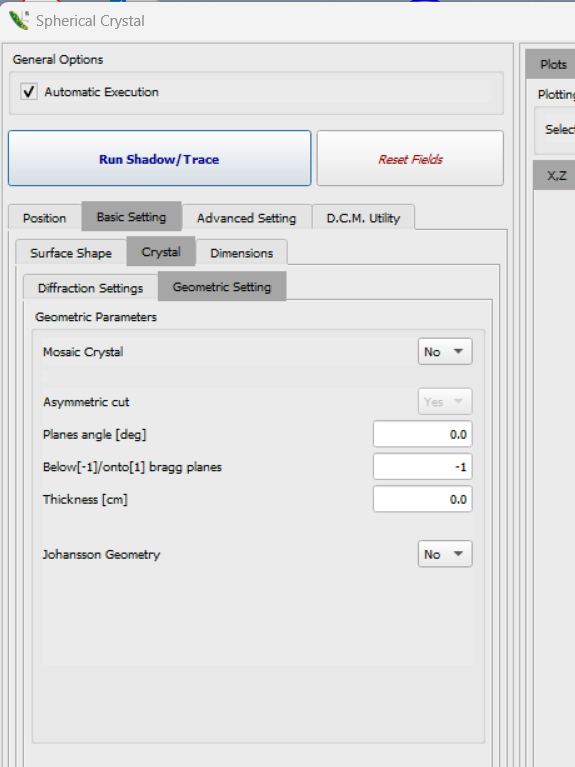 Spherical Crystal
General Options
Automatic Execution
Run Shadow/Trace
Reset Fields
Position
Basic Setting
Advanced Setting
D.C.M. Utility
Surface Shape
Crystal
Dimensions
Diffraction Settings
Geometric Setting
Geometric Parameters
Mosaic Crystal No
Asymmetric cut Yes
Planes angle [deg] 0.0
Below[-1]/onto[1] bragg planes -1
Thickness [cm] 0.0
Johansson Geometry No
Plots
Plotting
Selec
X,Z